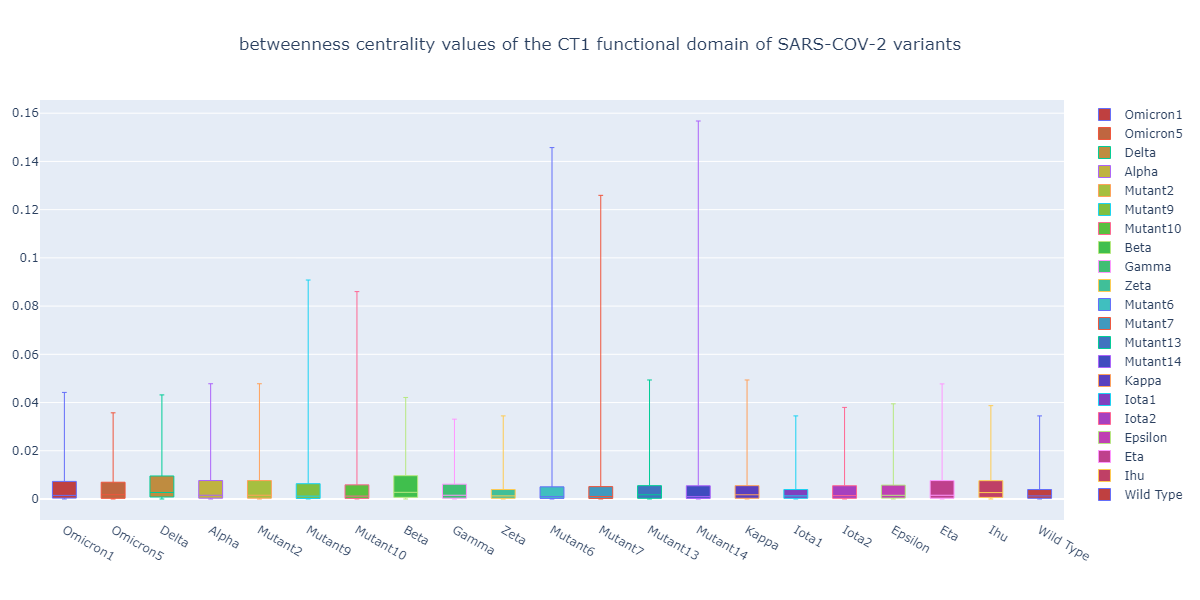 betweenness centrality values of the CT1 functional domain of SARS-COV-2 variants
0.16
0.14
0.12
0.1
0.08
0.06
0.04
0.02
0
Omicron1
Omicron5
Delta
Alpha
Mutant2
Mutant9
Mutant10
Beta
Gamma
Zeta
Mutant6
Mutant7
Mutant13
Mutant14
Kappa
Iota1
Iota2
Epsilon
Eta
Ihu
Wild Type
Omicron1
Omicron5
Delta
Alpha
Mutant2
Mutant9
Mutant10
Beta
Gamma
Zeta
Mutant6
Mutant7
Mutant13
Mutant14
Kappa
Iota1
Iota2
Epsilon
Eta
Ihu
Wild Type